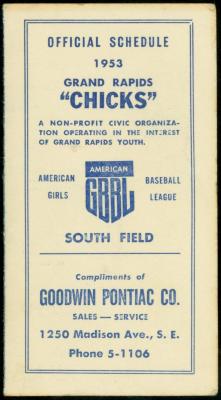 OFFICIAL SCHEDULE
1953
GRAND RAPIDS
"CHICKS"
A NON-PROFIT CIVIC ORGANIZA-
TION OPERATING IN THE INTEREST
OF GRAND RAPIDS YOUTH.
AMERICAN
AMERICAN GBBL BASEBALL
GIRLS LEAGUE
SOUTH FIELD
Compliments of
GOODWIN PONTIAC CO.
SALES — SERVICE
1250 Madison Ave., S. E.
Phone 5-1106